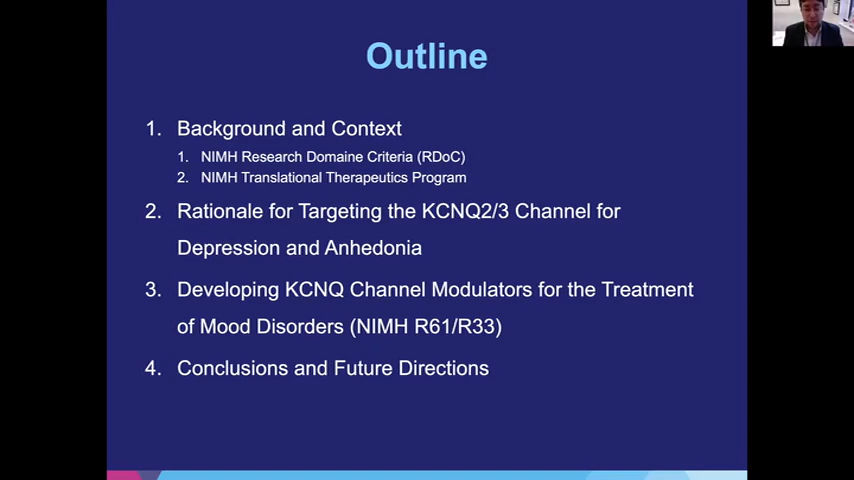 Outline
1. Background and Context
1. NIMH Research Domaine Criteria (RDoC)
2. NIMH Translational Therapeutics Program
2. Rationale for Targeting the KCNQ2/3 Channel for
Depression and Anhedonia
3. Developing KCNQ Channel Modulators for the Treatment
of Mood Disorders (NIMH R61/R33)
4. Conclusions and Future Directions